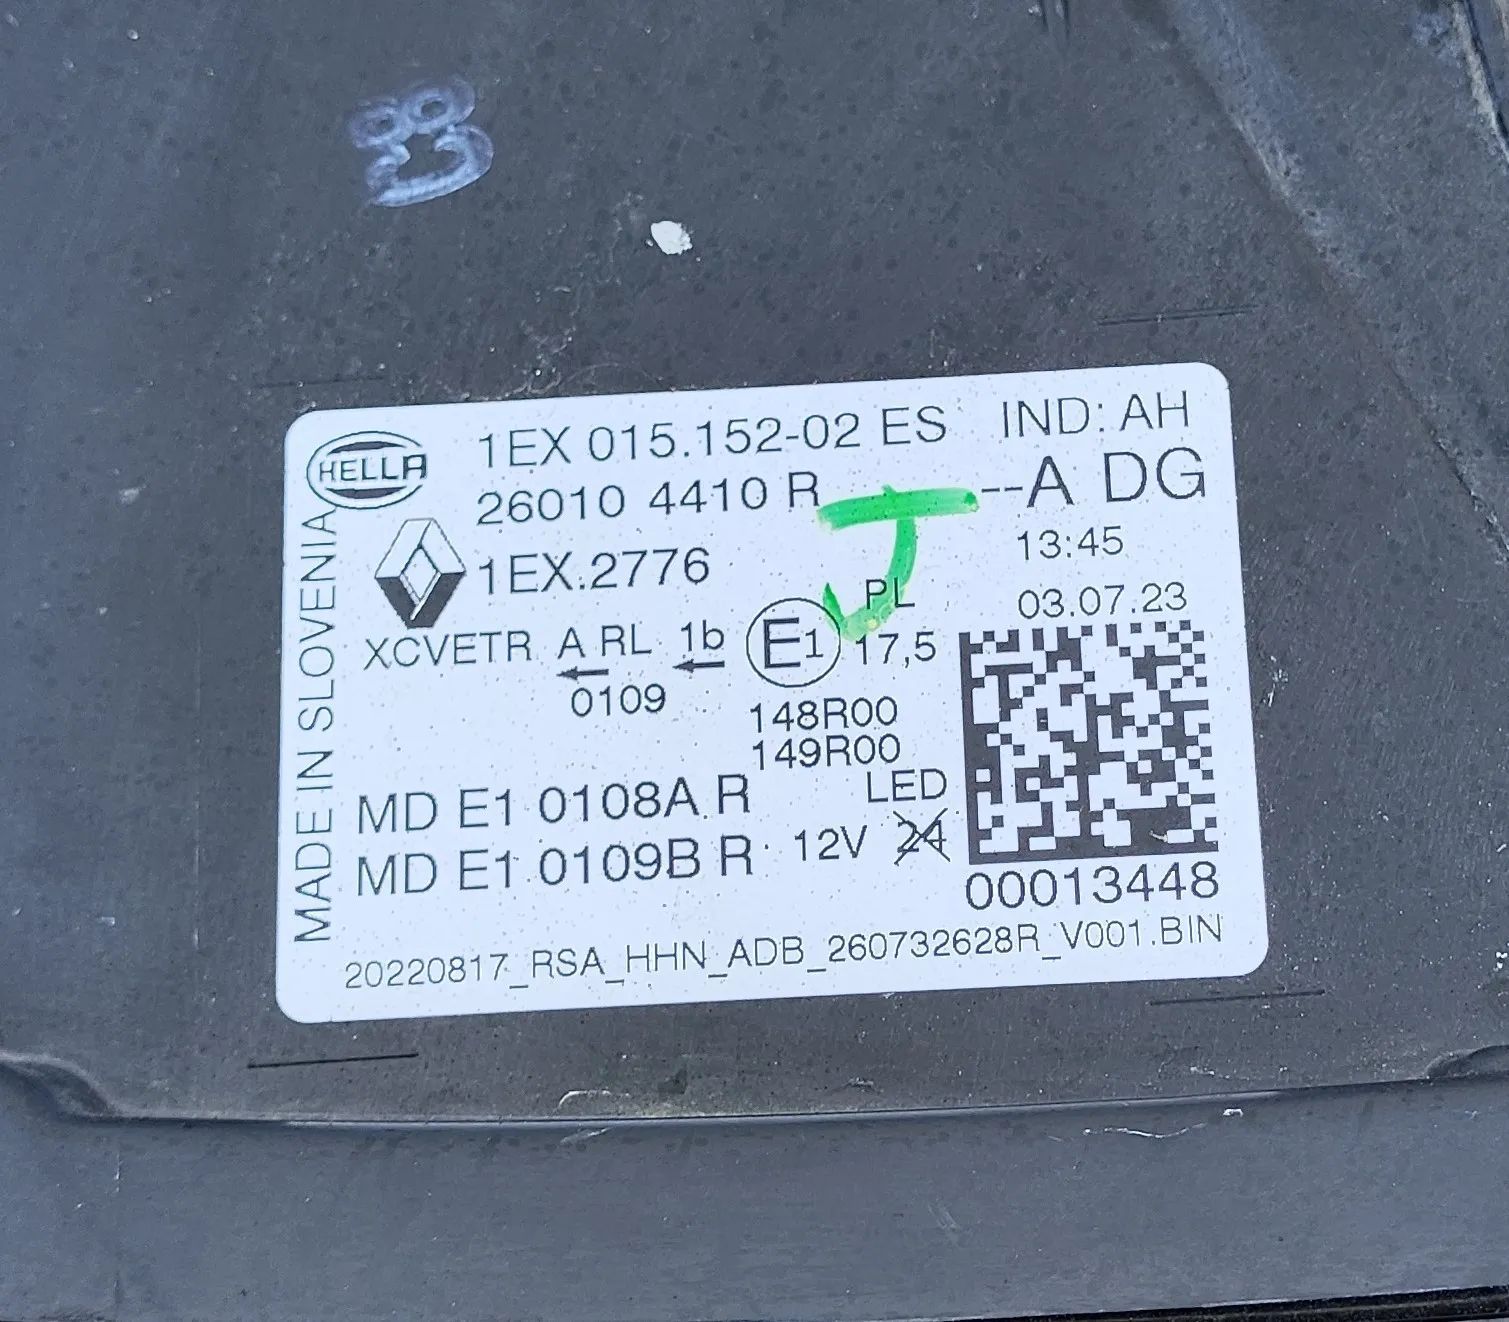 B8
HELLA
1EX 015.152-02 ES
IND: AH
26010 4410 R
--A DG
1EX.2776
13:45
PL
03.07.23
XCVETR A RL 1b E1 17,5
0109
148R00
149R00
MD E1 0108A R
LED
MD E1 0109B R
12V 24
00013448
20220817_RSA_HHN_ADB_260732628R_V001.BIN
MADE IN SLOVENIA
J